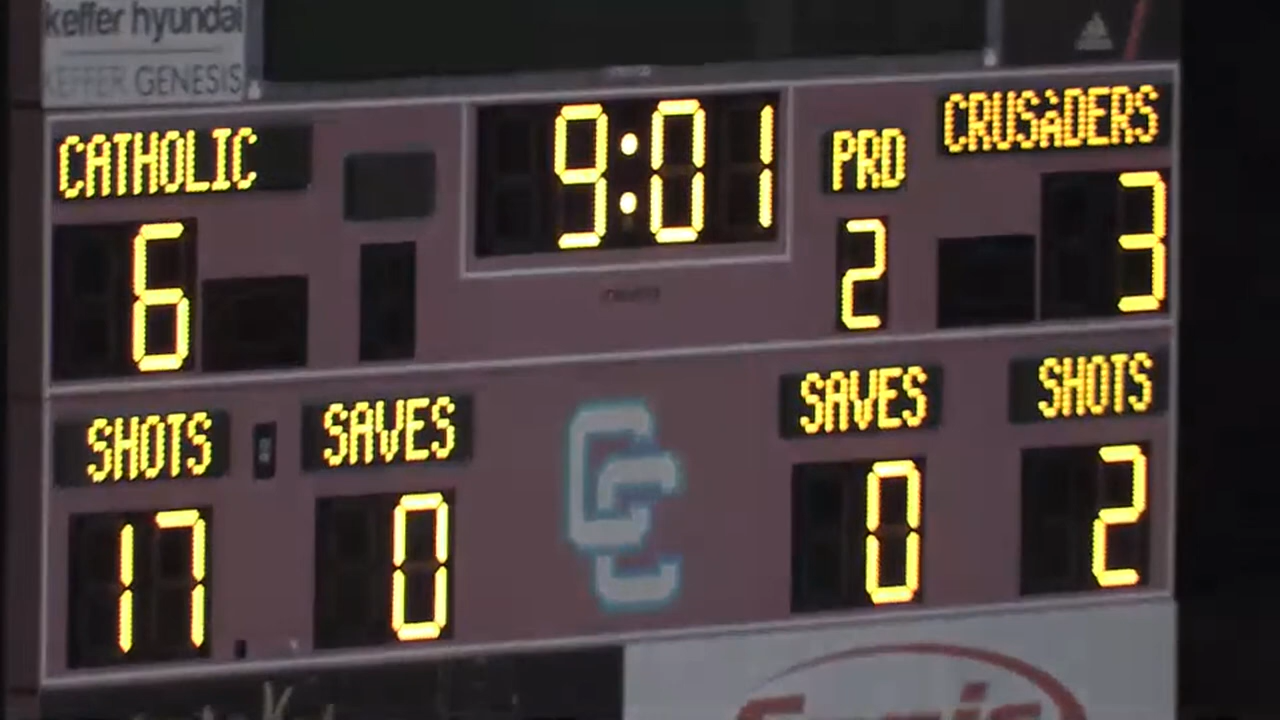 keffer hyundai
KEFFER GENESIS
CATHOLIC
9:01
PRD
CRUSADERS
6
2
3
SHOTS
SAVES
SAVES
SHOTS
17
0
0
2
CC